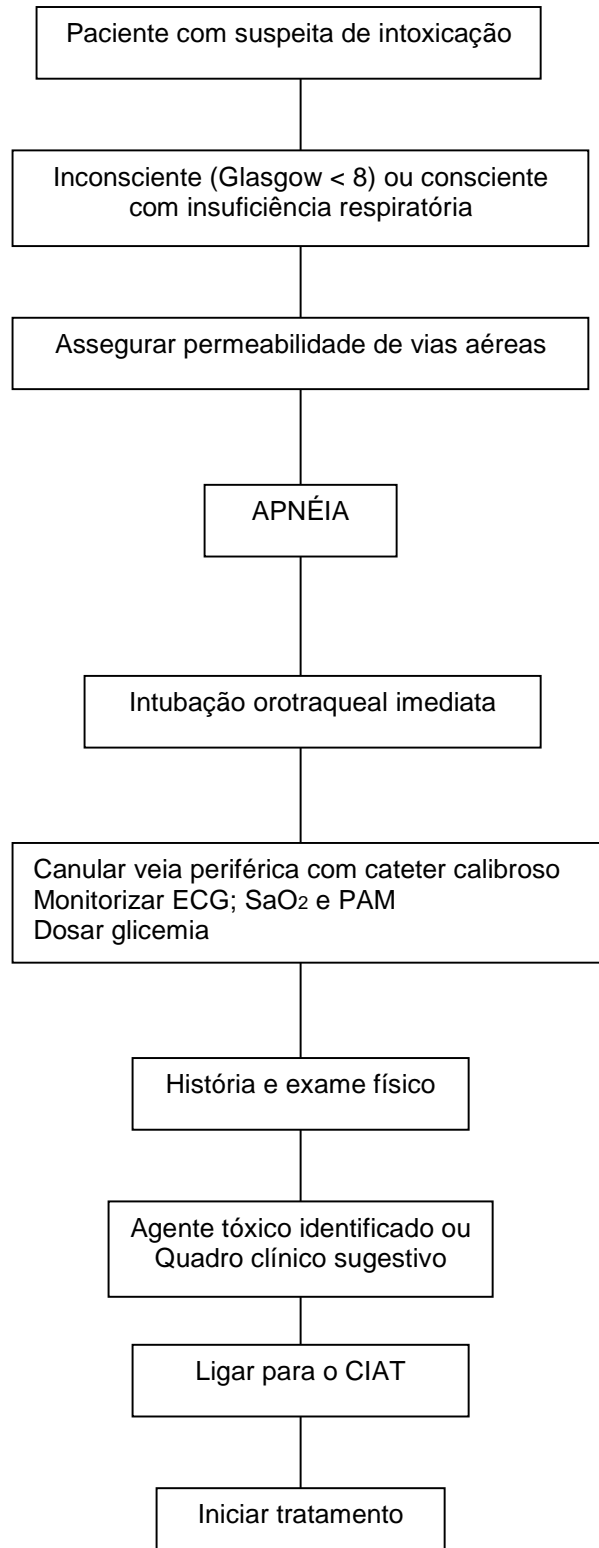 Paciente com suspeita de intoxicação
Inconsciente (Glasgow < 8) ou consciente
com insuficiência respiratória
Assegurar permeabilidade de vias aéreas
APNÉIA
Intubação orotraqueal imediata
Canular veia periférica com cateter calibroso
Monitorizar ECG; SaO2 e PAM
Dosar glicemia
História e exame físico
Agente tóxico identificado ou
Quadro clínico sugestivo
Ligar para o CIAT
Iniciar tratamento